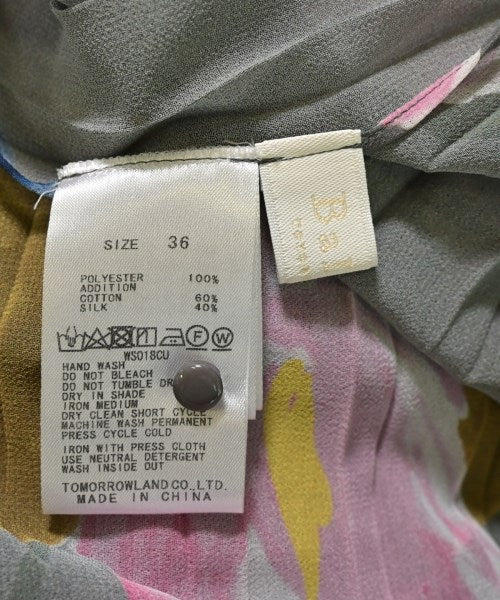 SIZE 36
POLYESTER 100%
ADDITION
COTTON 60%
SILK 40%
F W
WS018CU
HAND WASH
DO NOT BLEACH
DO NOT TUMBLE
DRY IN SHADE
IRON MEDIUM
DRY CLEAN SHORT CYCLE
MACHINE WASH PERMANENT
PRESS CYCLE COLD
IRON WITH PRESS CLOTH
USE NEUTRAL DETERGENT
WASH INSIDE OUT
TOMORROWLAND CO., LTD.
MADE IN CHINA